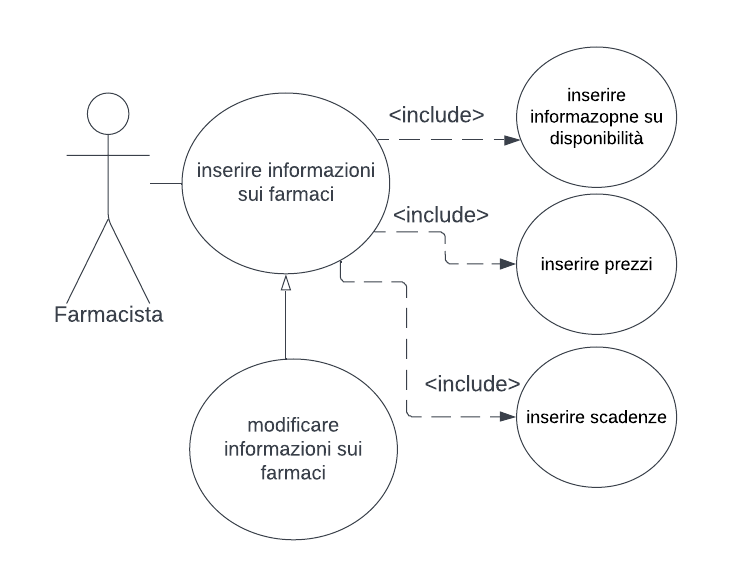 inserire
informazopne su
disponibilità
<include>
inserire informazioni
sui farmaci
<include>
inserire prezzi
Farmacista
<include>
inserire scadenze
modificare
informazioni sui
farmaci